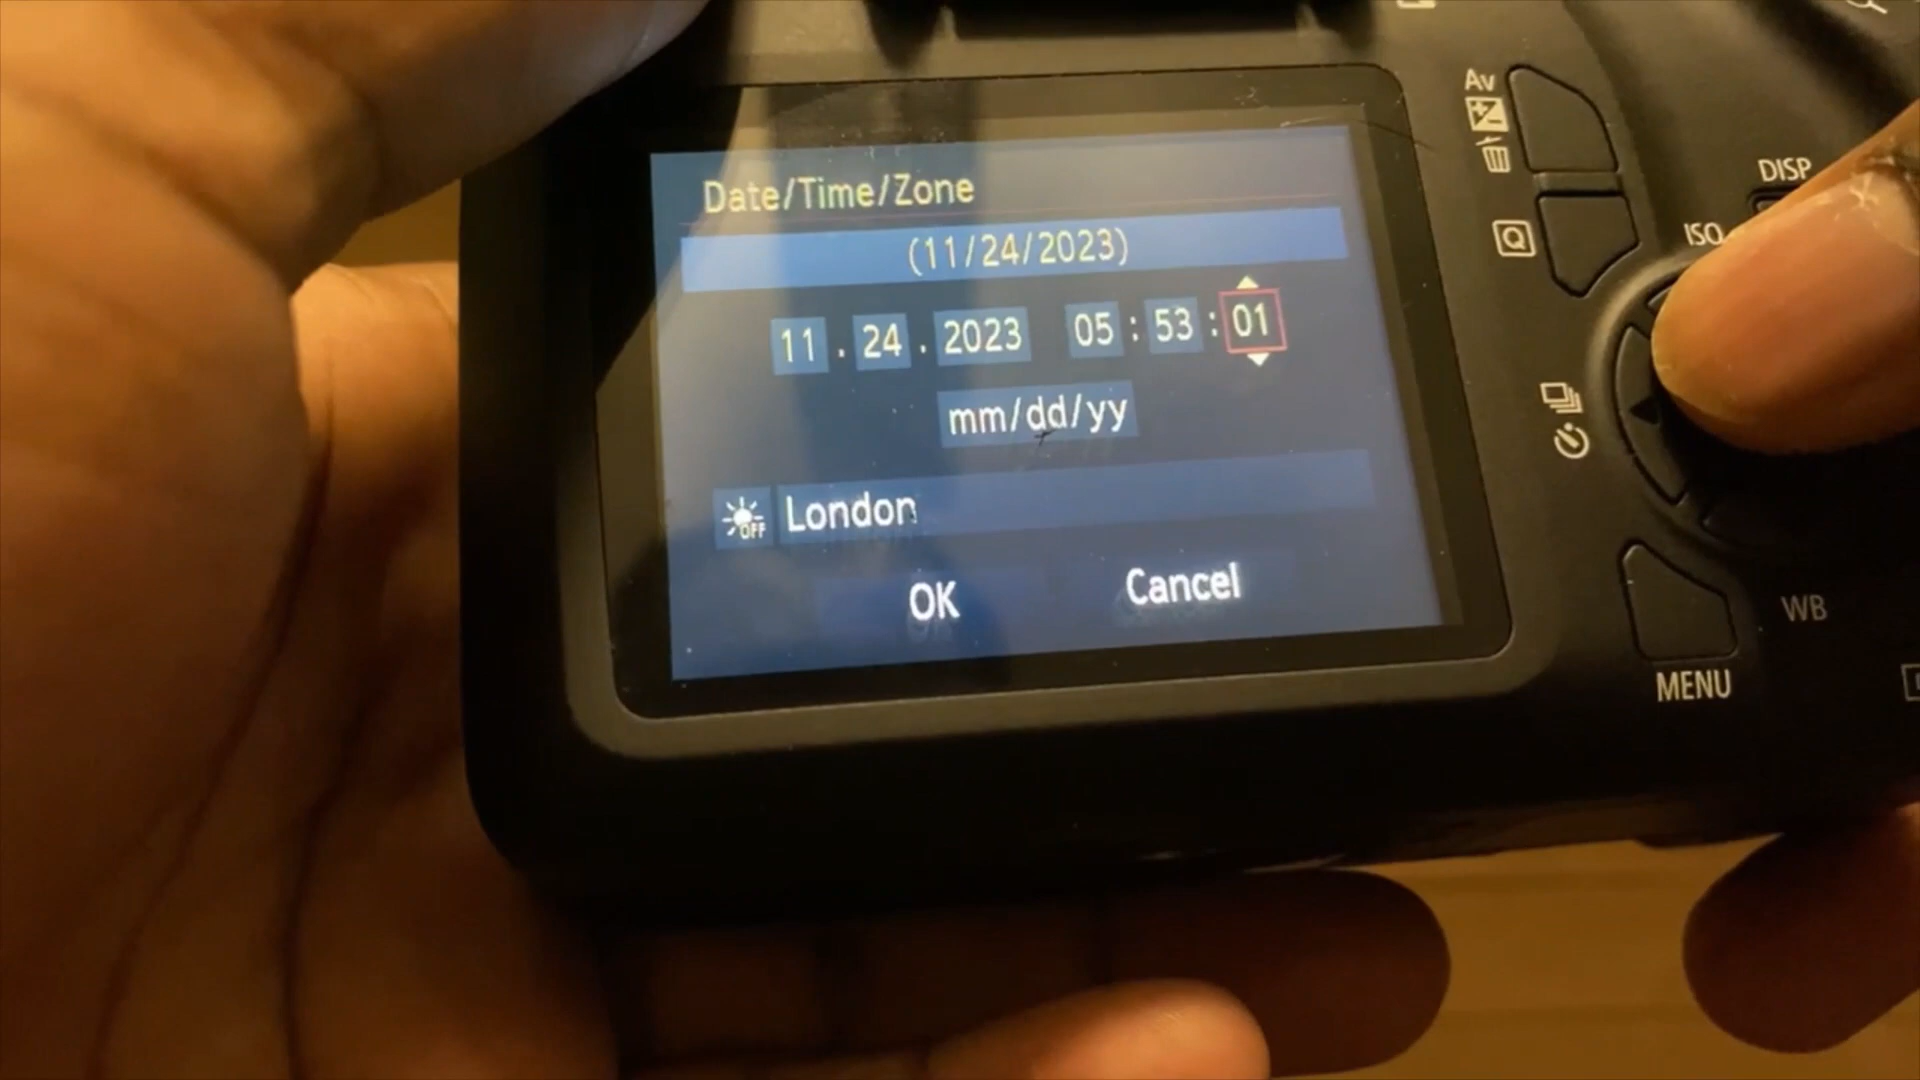 Av
DISP
Date/Time/Zone
ISO
Q
(11/24/2023)
11 . 24 . 2023 05 : 53 : 01
mm/dd/yy
OFF London
OK Cancel
WB
MENU